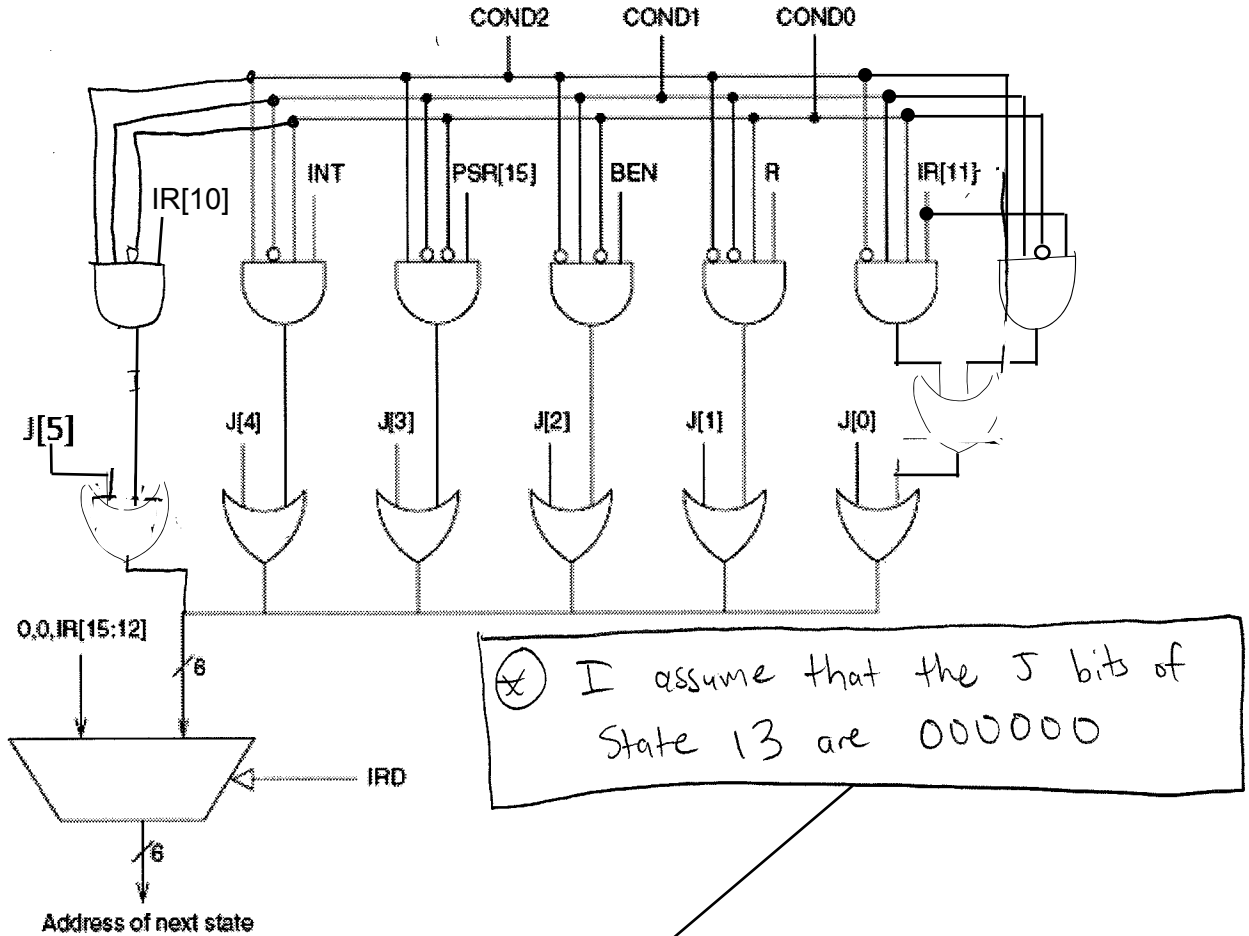 COND2 COND1 COND0
INT PSR[15] BEN R IR[11]
IR[10]
J[5] J[4] J[3] J[2] J[1] J[0]
0,0,IR[15:12]
6
IRD
6
Address of next state
* I assume that the J bits of
State 13 are 000000